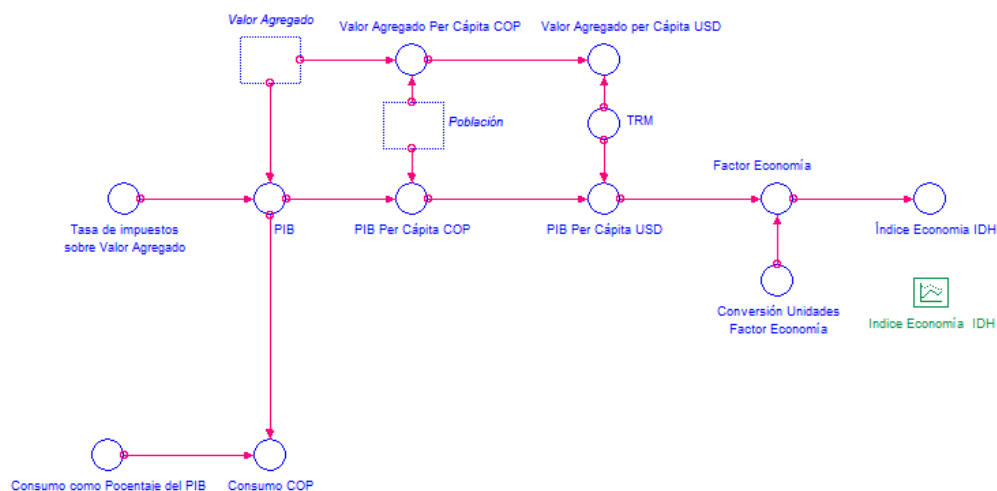 Valor Agregado
Valor Agregado Per Cápita COP
Valor Agregado per Cápita USD
Población
TRM
Factor Economía
Tasa de impuestos
sobre Valor Agregado
PIB
PIB Per Cápita COP
PIB Per Cápita USD
Índice Economia IDH
Conversión Unidades
Factor Economía
Indice Economía IDH
Consumo como Pocentaje del PIB
Consumo COP